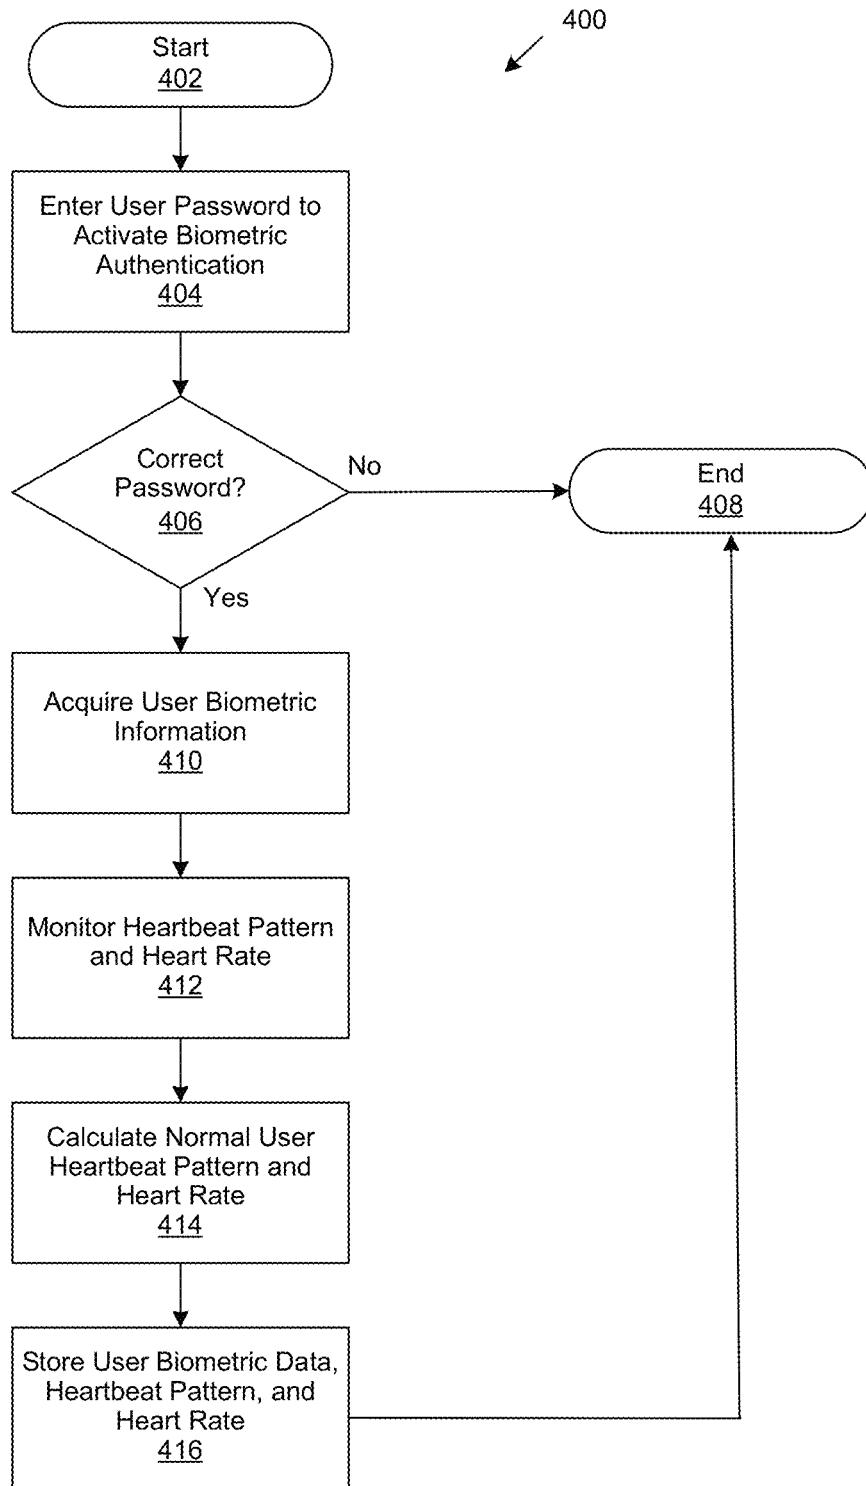 400
Start
402
Enter User Password to
Activate Biometric
Authentication
404
Correct
Password?
406
No
End
408
Yes
Acquire User Biometric
Information
410
Monitor Heartbeat Pattern
and Heart Rate
412
Calculate Normal User
Heartbeat Pattern and
Heart Rate
414
Store User Biometric Data,
Heartbeat Pattern, and
Heart Rate
416